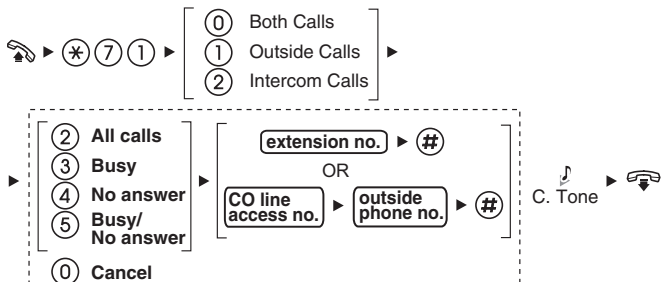 0 Both Calls
* 7 1 1 Outside Calls
2 Intercom Calls
2 All calls
3 Busy
4 No answer
5 Busy/
No answer
0 Cancel
extension no. #
OR
CO line
access no.
outside
phone no.
#
C. Tone